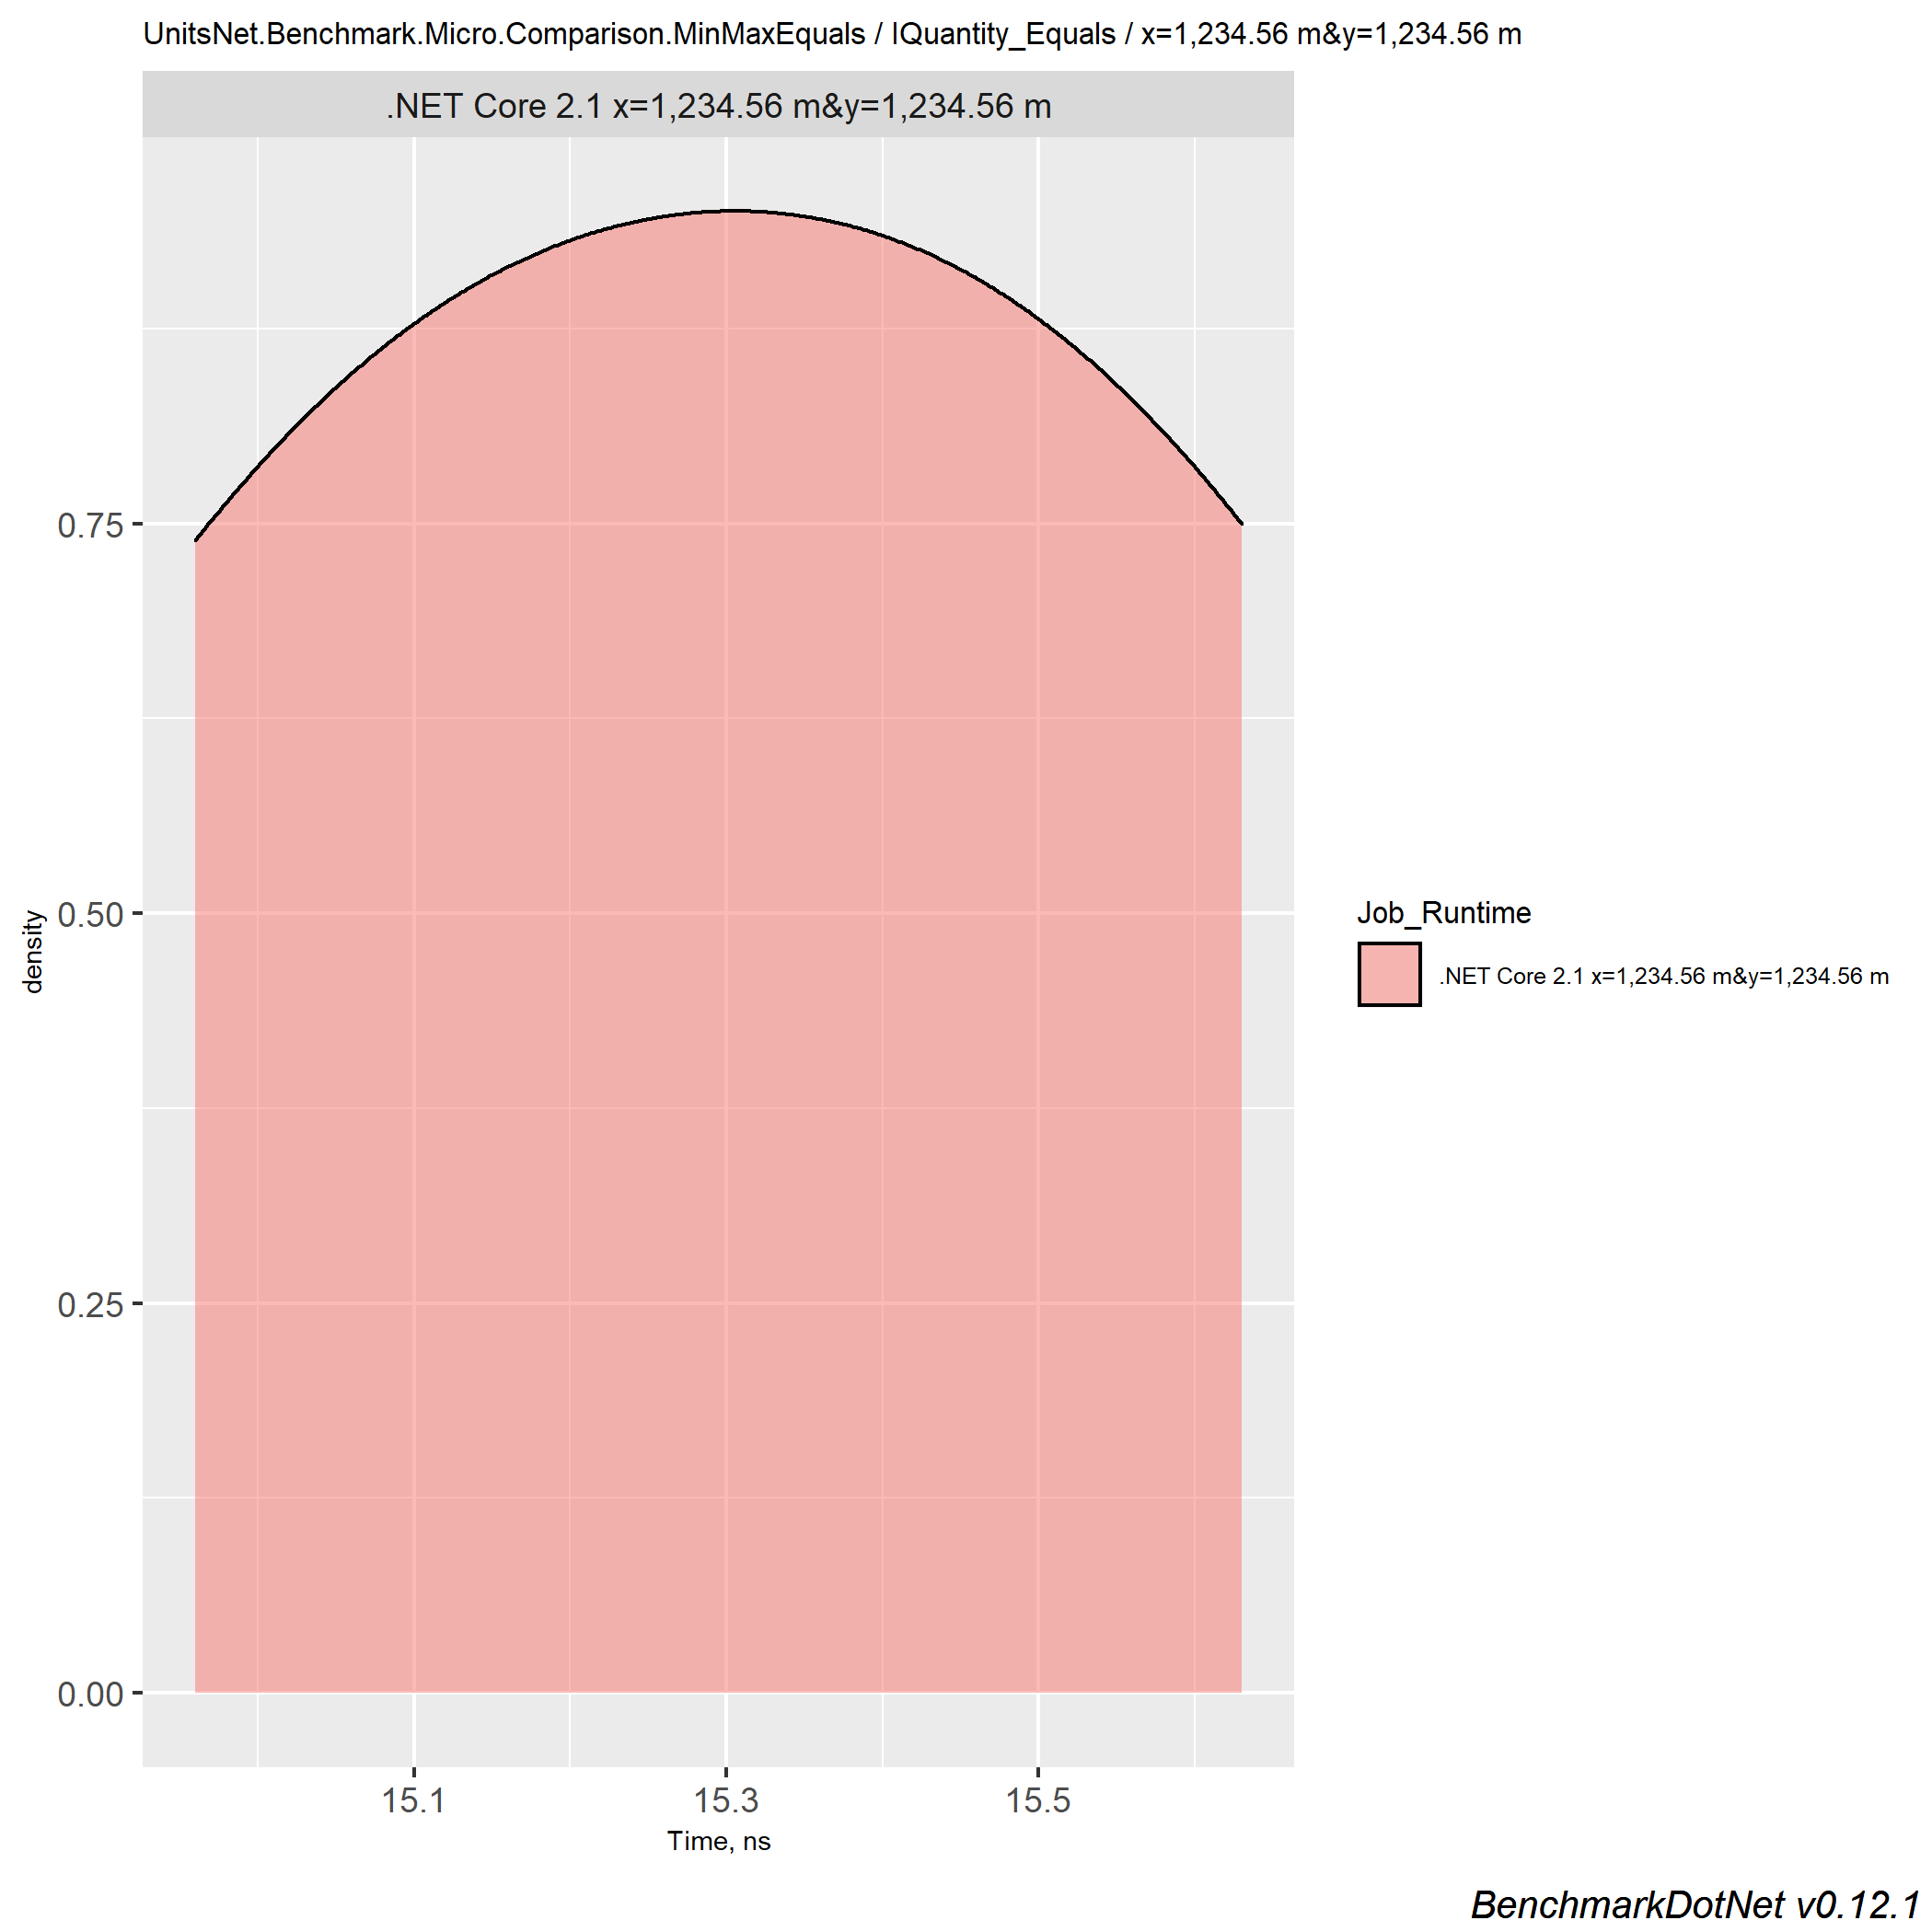 UnitsNet.Benchmark.Micro.Comparison.MinMaxEquals / IQuantity_Equals / x=1,234.56 m&y=1,234.56 m
.NET Core 2.1 x=1,234.56 m&y=1,234.56 m
0.75
0.50
0.25
0.00
density
15.1 15.3 15.5
Time, ns
Job_Runtime
.NET Core 2.1 x=1,234.56 m&y=1,234.56 m
BenchmarkDotNet v0.12.1